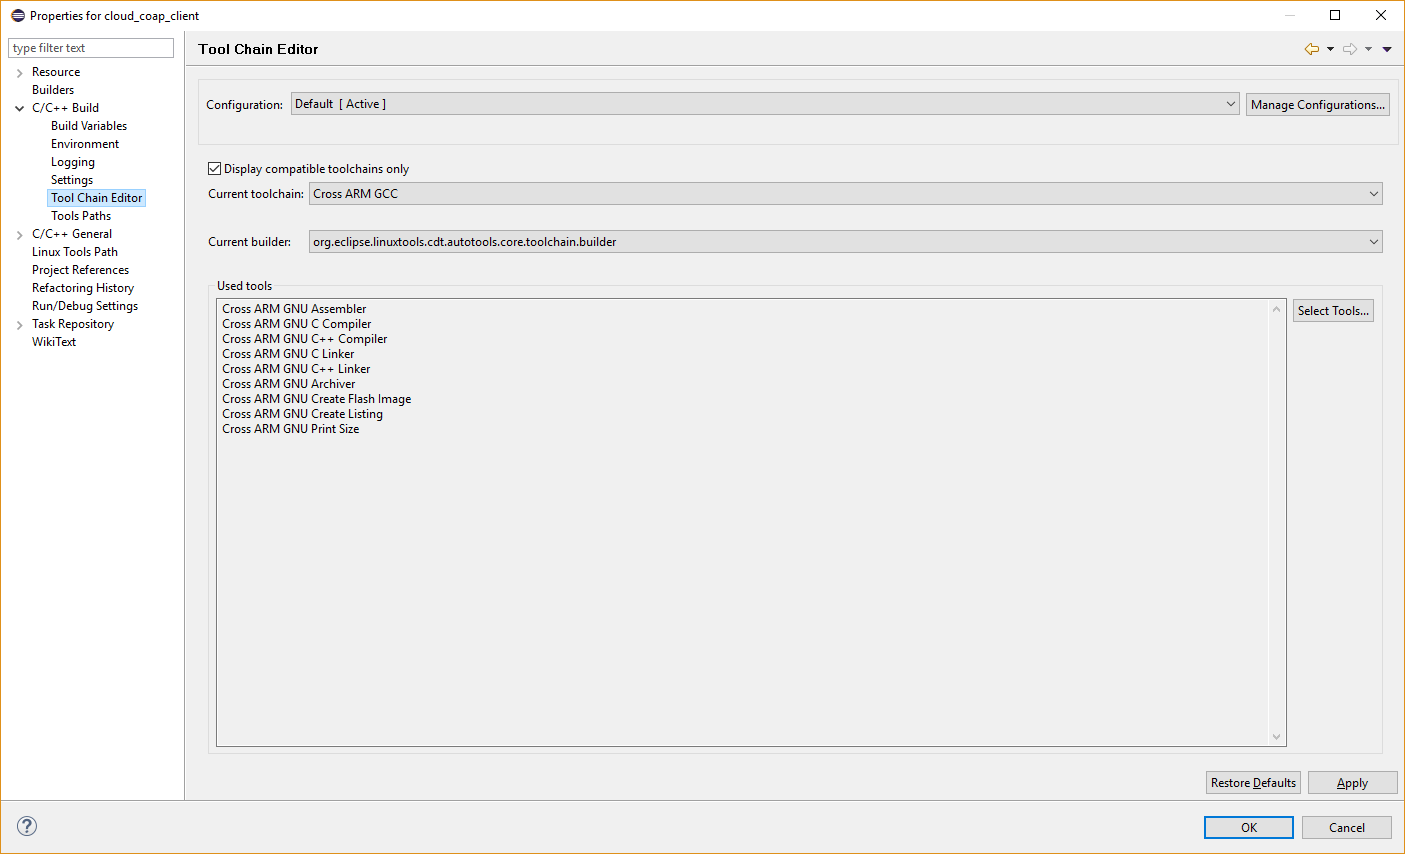 Properties for cloud_coap_client
type filter text
Resource
Builders
C/C++ Build
Build Variables
Environment
Logging
Settings
Tool Chain Editor
Tools Paths
C/C++ General
Linux Tools Path
Project References
Refactoring History
Run/Debug Settings
Task Repository
WikiText
Tool Chain Editor
Configuration: Default [ Active ] Manage Configurations...
Display compatible toolchains only
Current toolchain: Cross ARM GCC
Current builder: org.eclipse.linuxtools.cdt.autotools.core.toolchain.builder
Used tools
Cross ARM GNU Assembler
Cross ARM GNU C Compiler
Cross ARM GNU C++ Compiler
Cross ARM GNU C Linker
Cross ARM GNU C++ Linker
Cross ARM GNU Archiver
Cross ARM GNU Create Flash Image
Cross ARM GNU Create Listing
Cross ARM GNU Print Size
Select Tools...
Restore Defaults Apply
? OK Cancel